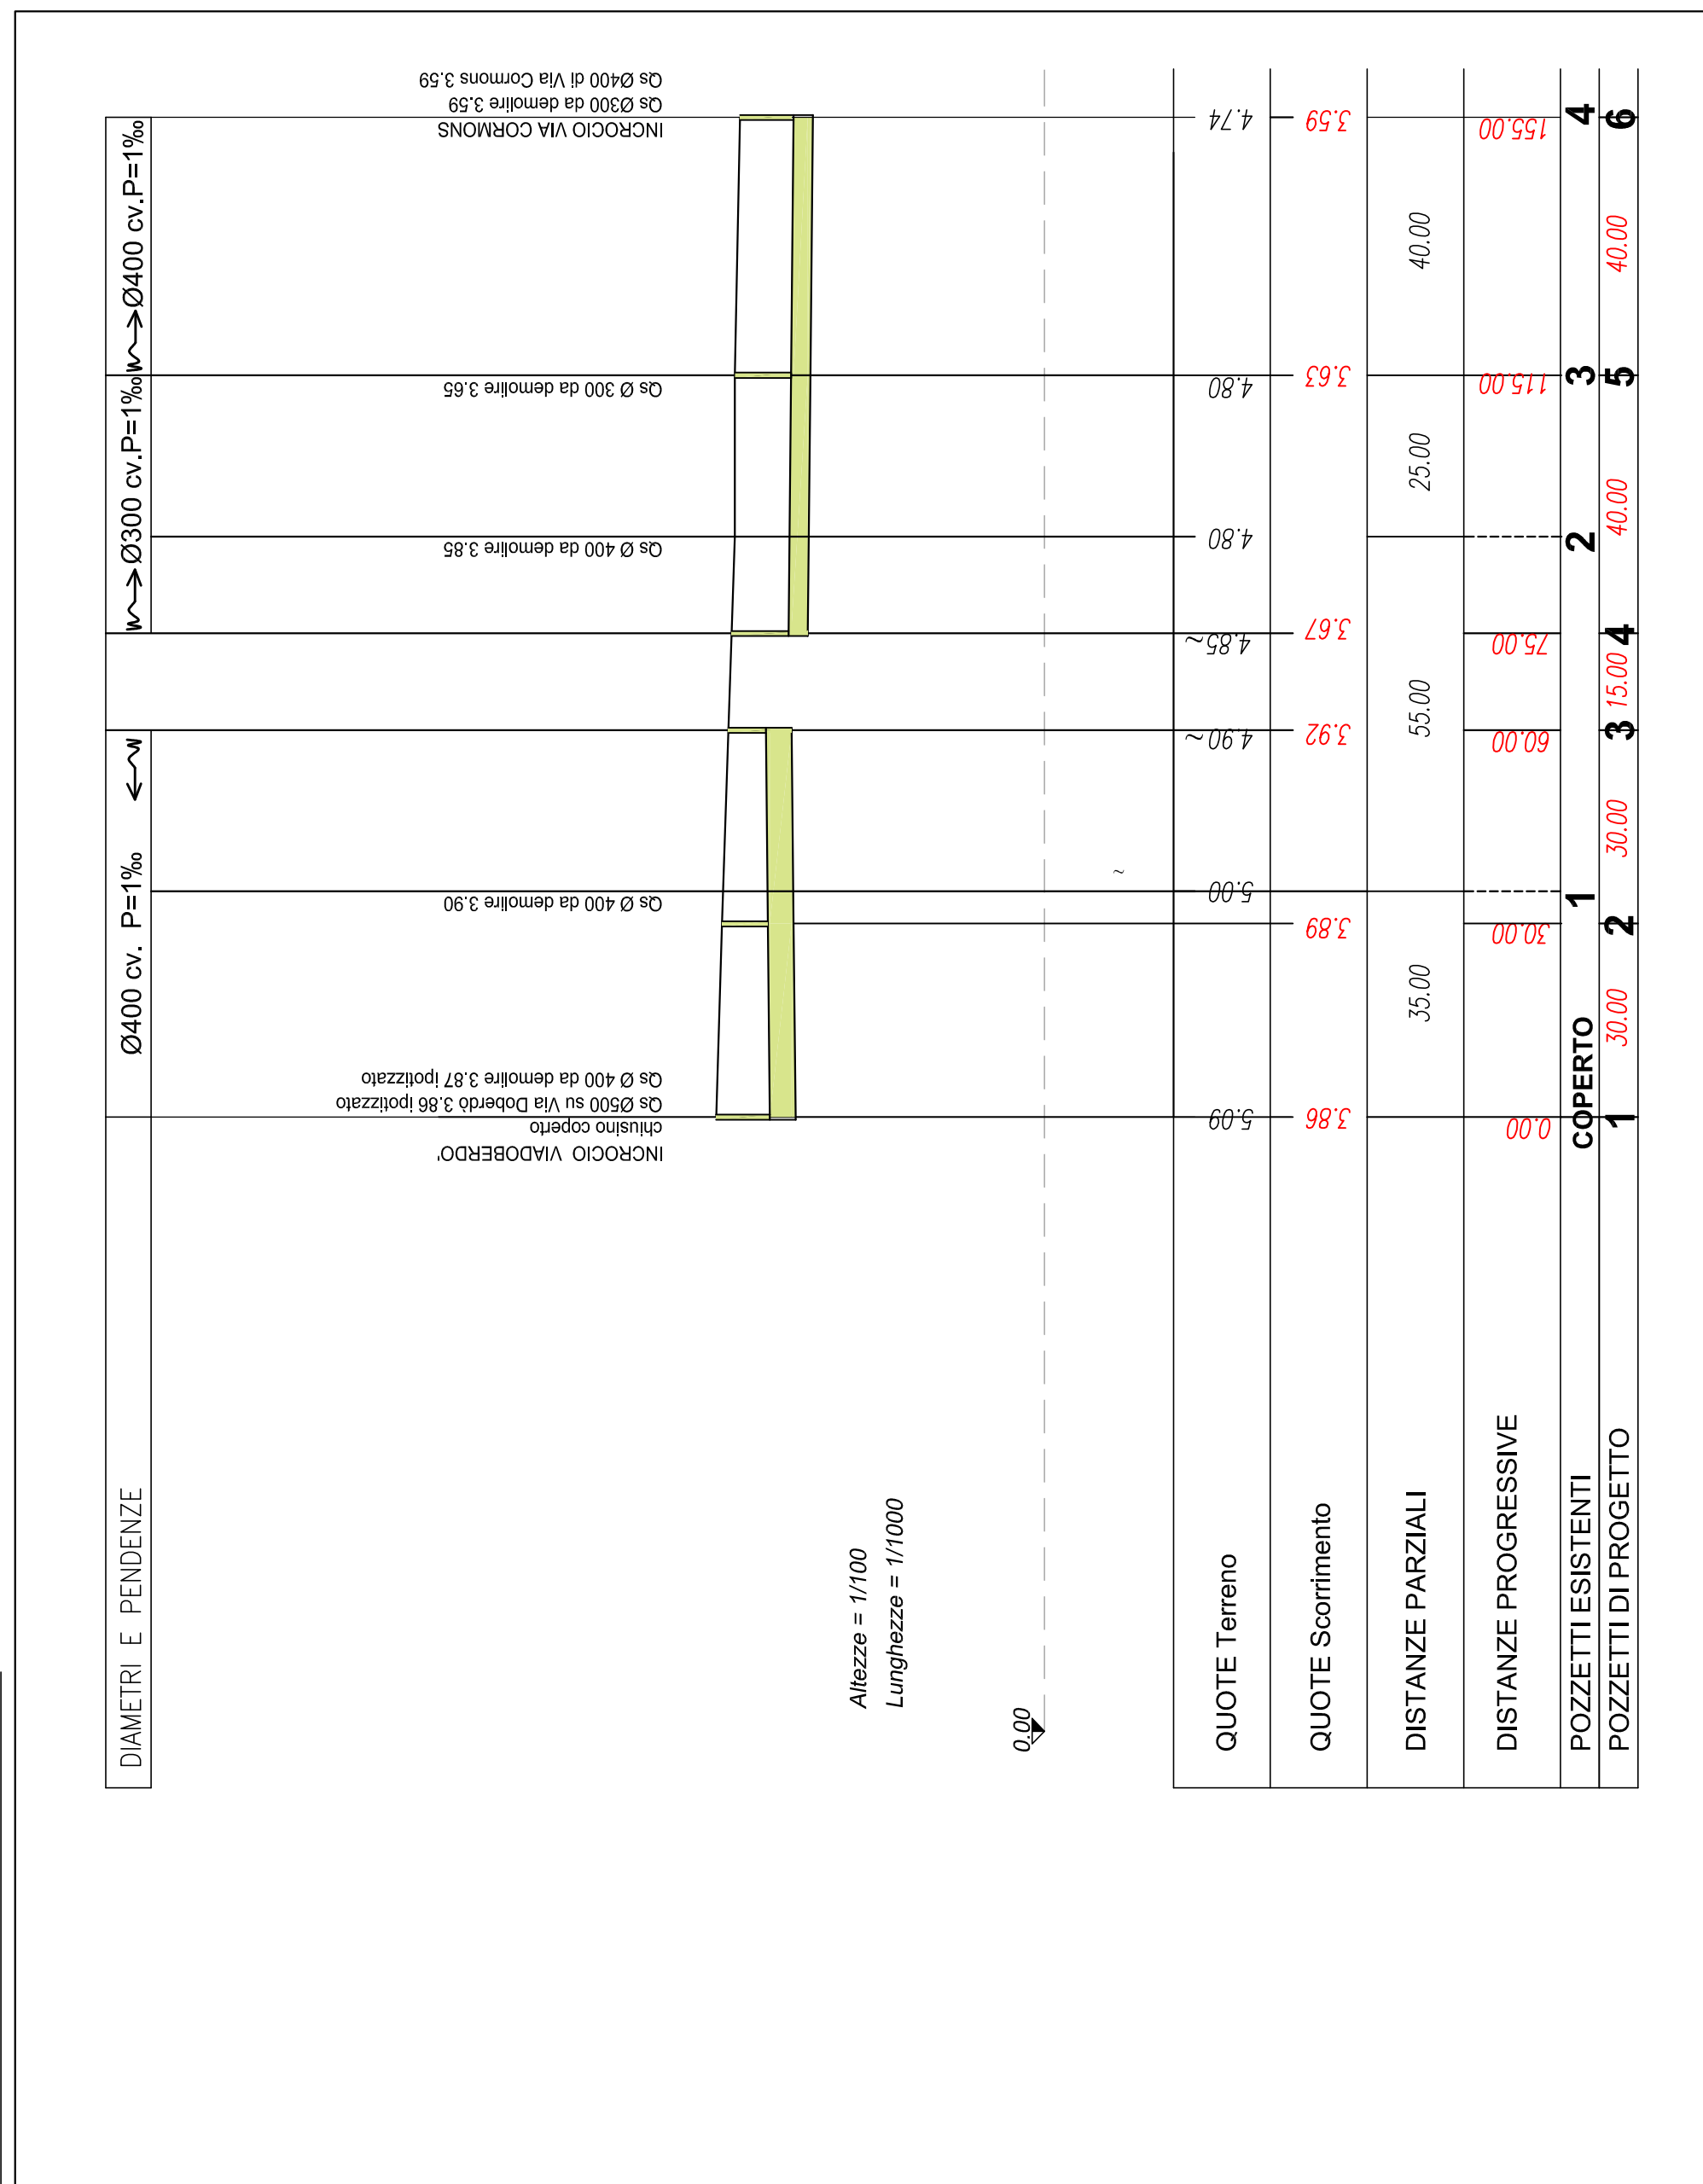 DIAMETRI E PENDENZE
Ø400 cv. P=1‰
Ø300 cv.P=1‰
Ø400 cv.P=1‰
INCROCIO VIADOBERDO'
chiusino coperto
Qs Ø500 su Via Doberdò 3.86 ipotizzato
Qs Ø 400 da demolire 3.87 ipotizzato
Qs Ø 400 da demolire 3.90
Qs Ø 400 da demolire 3.85
Qs Ø 300 da demolire 3.65
INCROCIO VIA CORMONS
Qs Ø300 da demolire 3.59
Qs Ø400 di Via Cormons 3.59
Altezze = 1/100
Lunghezze = 1/1000
0.00
~
QUOTE Terreno
5.09
5.00
4.90~
4.85~
4.80
4.80
4.74
QUOTE Scorrimento
3.86
3.89
3.92
3.67
3.63
3.59
DISTANZE PARZIALI
35.00
55.00
25.00
40.00
DISTANZE PROGRESSIVE
0.00
30.00
60.00
75.00
115.00
155.00
POZZETTI ESISTENTI
COPERTO
1
2
3
4
POZZETTI DI PROGETTO
1
30.00
2
30.00
3
15.00
4
40.00
5
40.00
6